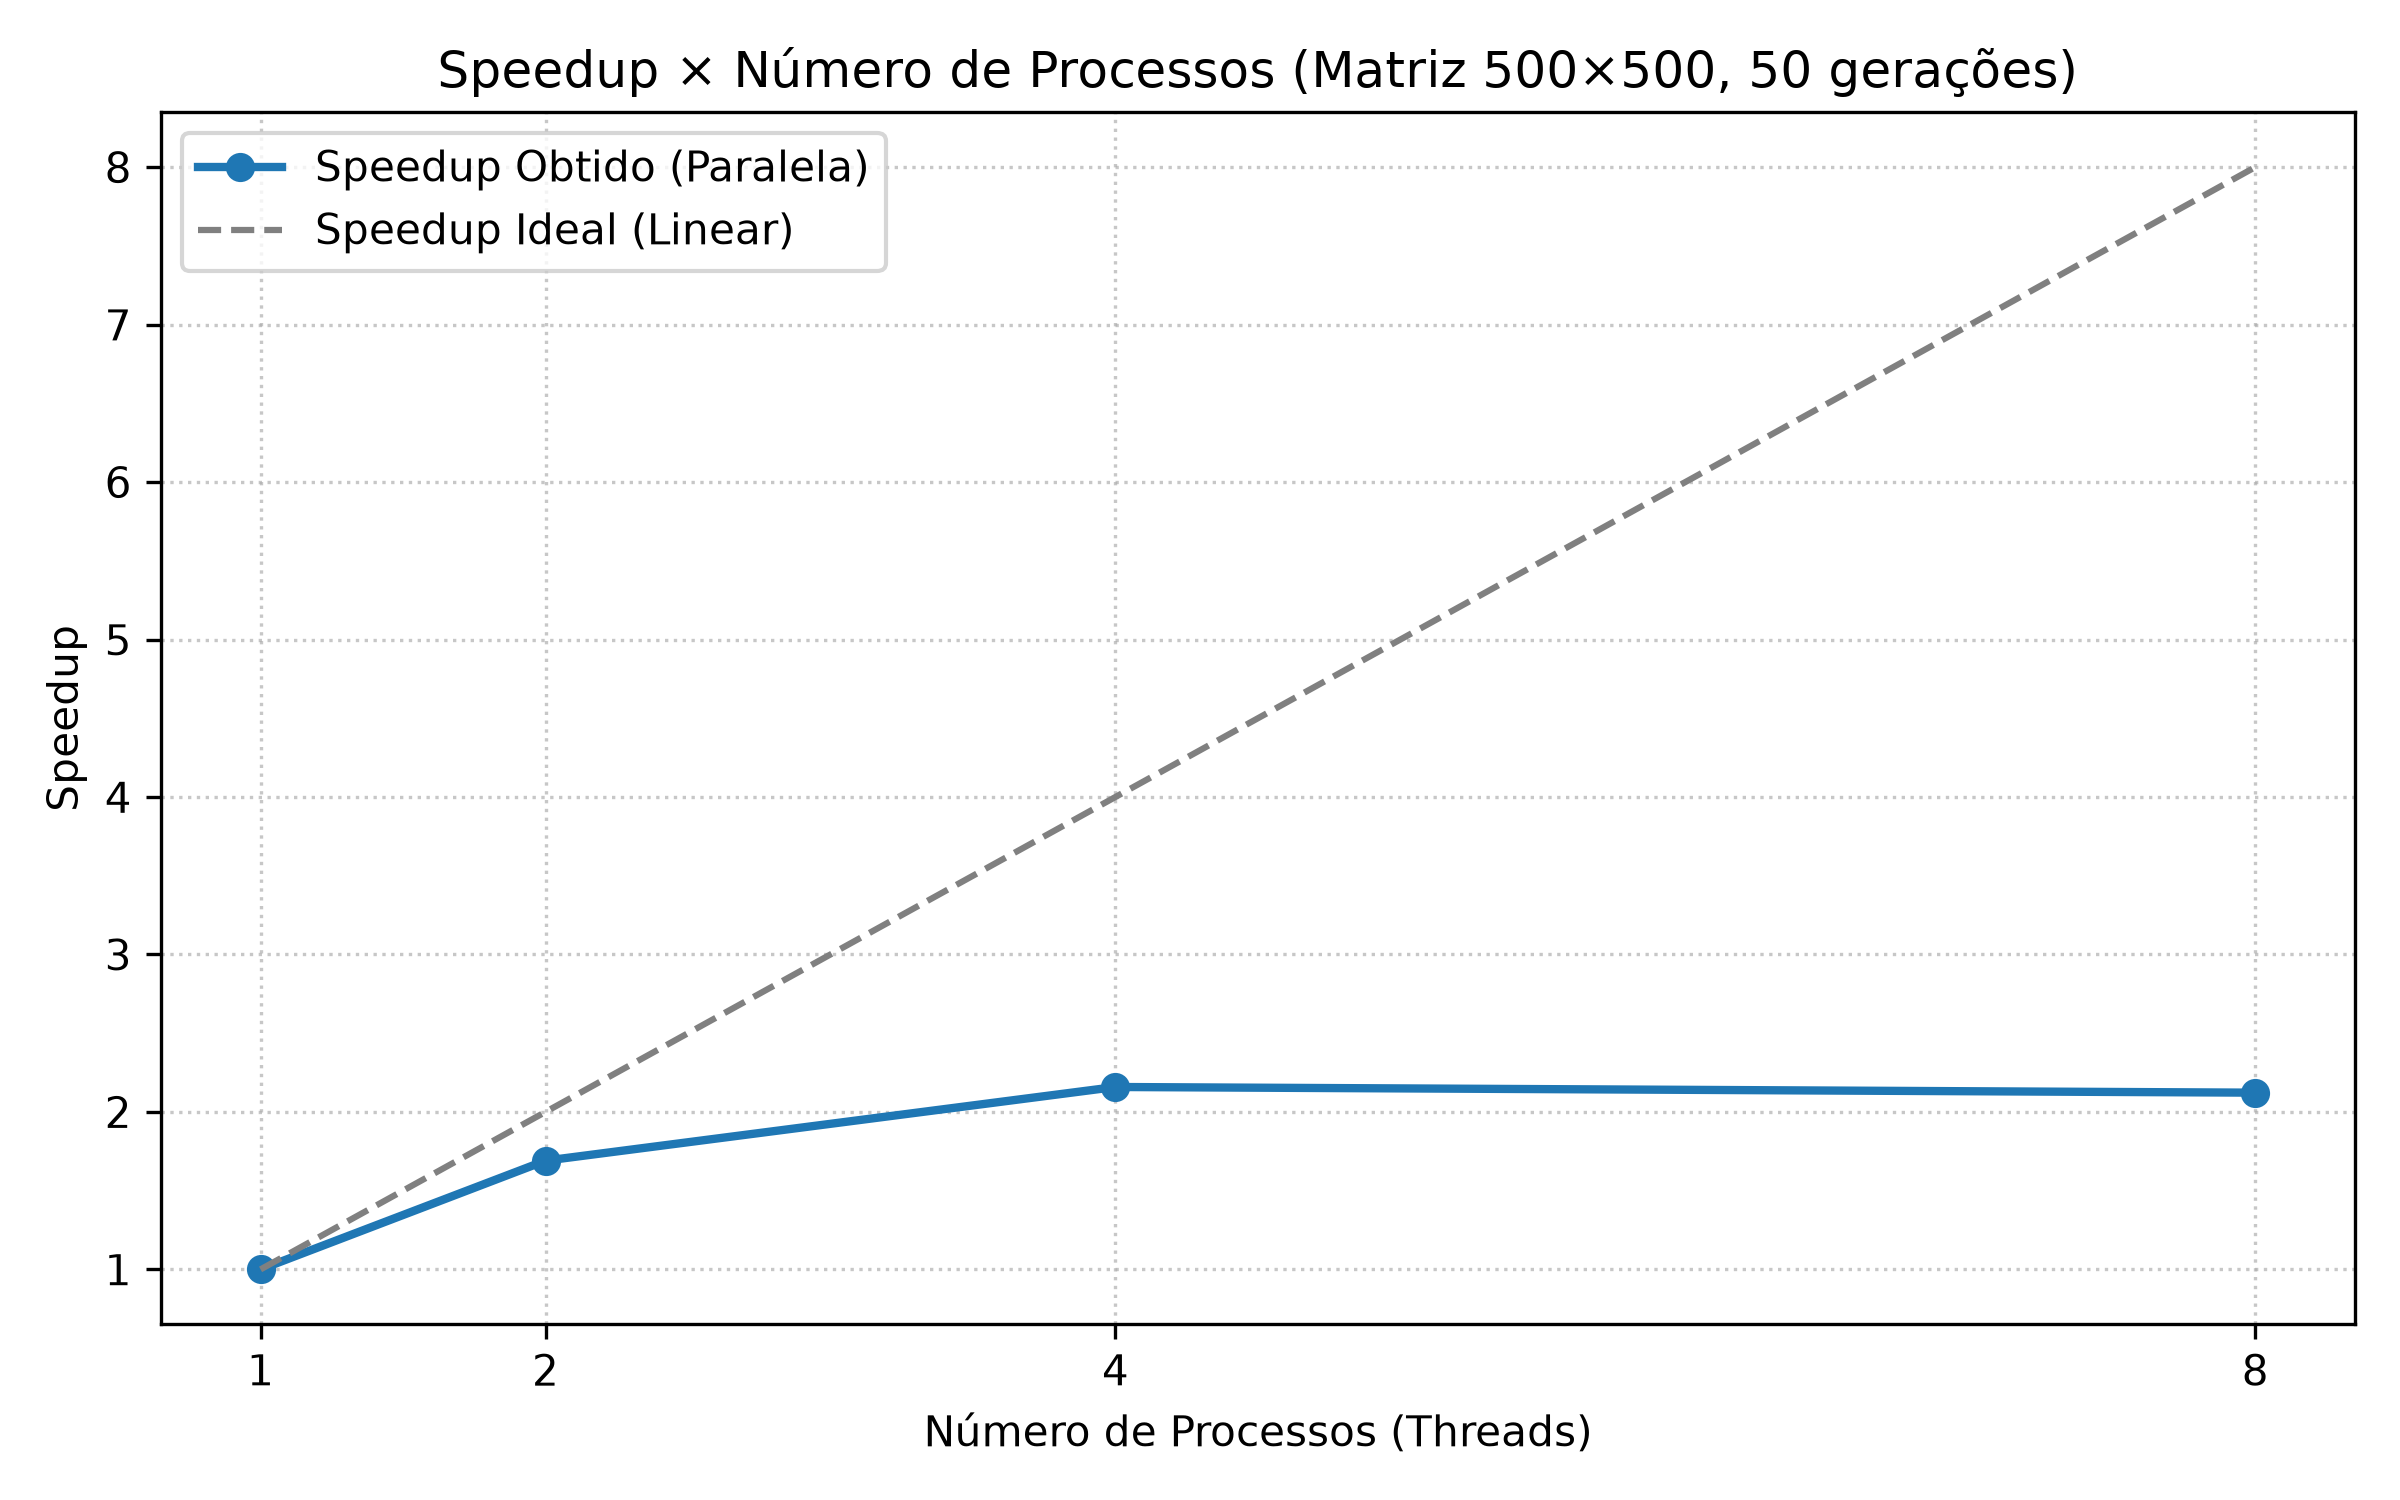 Speedup × Número de Processos (Matriz 500×500, 50 gerações)
Speedup Obtido (Paralela)
Speedup Ideal (Linear)
8
7
6
5
4
3
2
1
Speedup
1 2 4 8
Número de Processos (Threads)